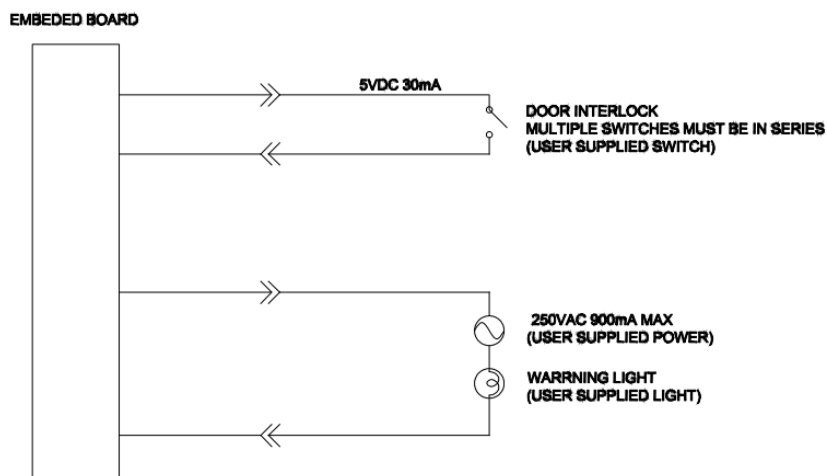 EMBEDED BOARD
5VDC 30mA
DOOR INTERLOCK
MULTIPLE SWITCHES MUST BE IN SERIES
(USER SUPPLIED SWITCH)
250VAC 900mA MAX
(USER SUPPLIED POWER)
WARRNING LIGHT
(USER SUPPLIED LIGHT)